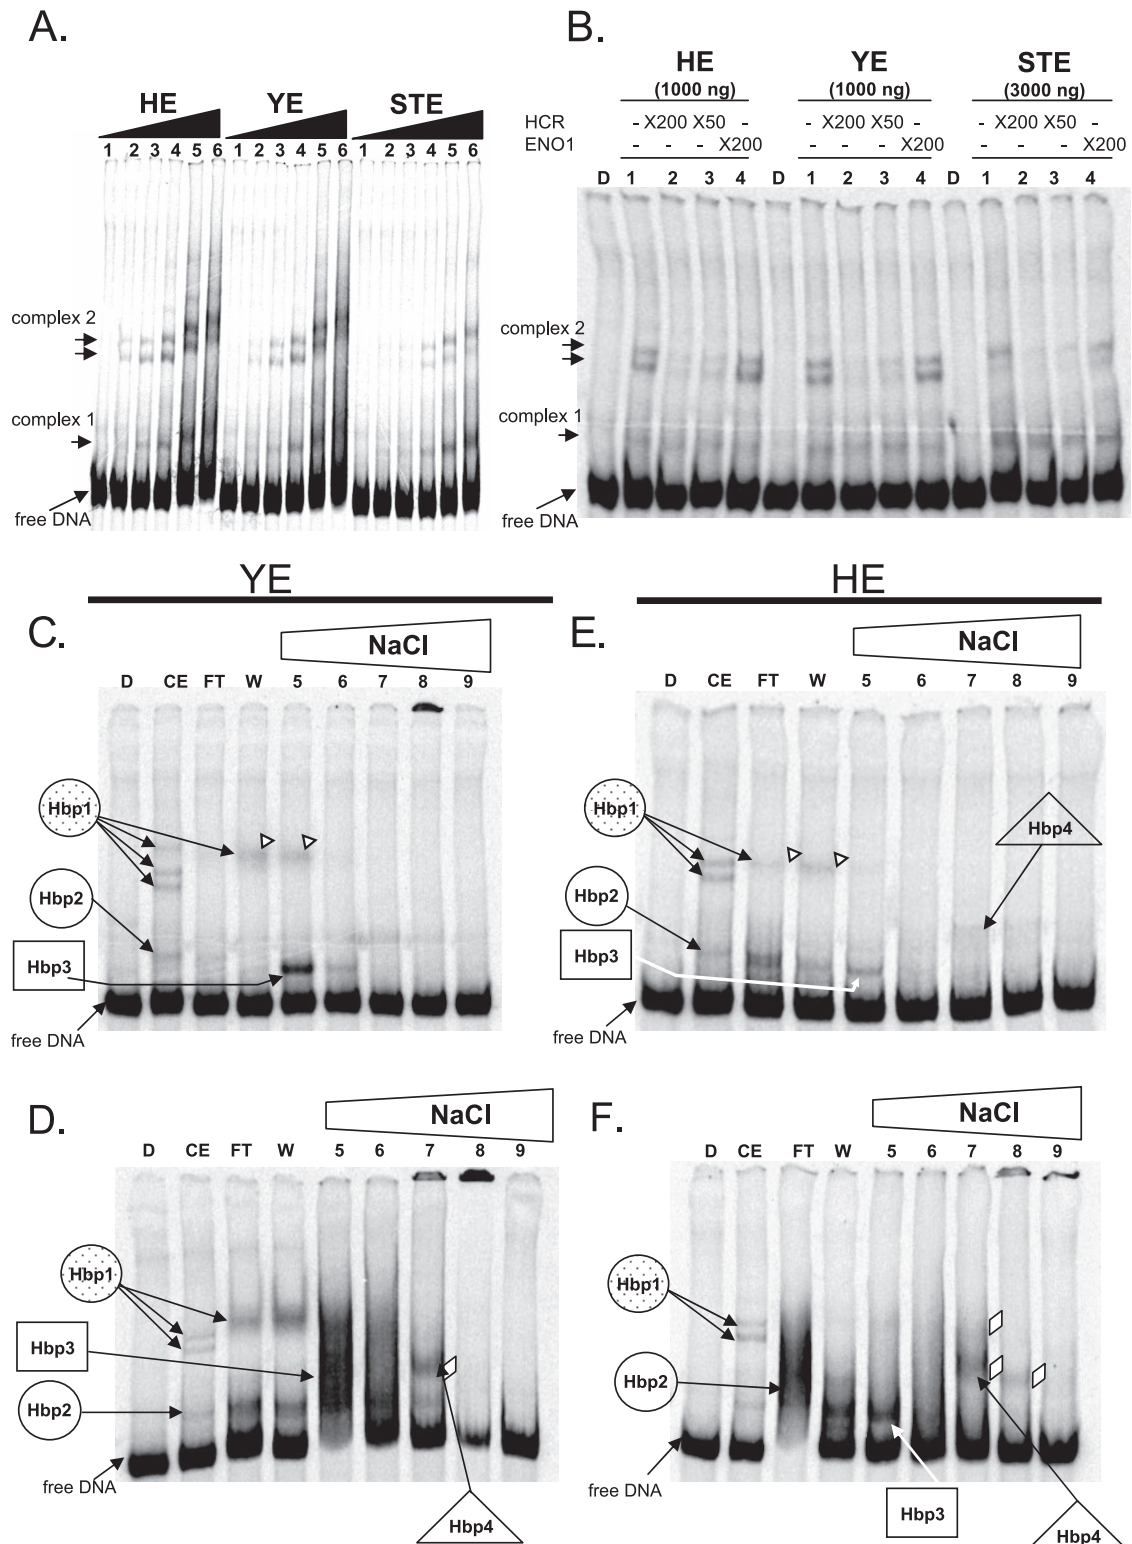 A.
HE YE STE
1 2 3 4 5 6 1 2 3 4 5 6 1 2 3 4 5 6
complex 2
complex 1
free DNA
B.
HE YE STE
(1000 ng) (1000 ng) (3000 ng)
HCR - X200 X50 - - X200 X50 - - X200 X50 -
ENO1 - - - X200 - - - X200 - - - X200
D 1 2 3 4 D 1 2 3 4 D 1 2 3 4
complex 2
complex 1
free DNA
YE
C.
NaCl
D CE FT W 5 6 7 8 9
Hbp1
Hbp2
Hbp3
free DNA
HE
E.
NaCl
D CE FT W 5 6 7 8 9
Hbp1
Hbp4
Hbp2
Hbp3
free DNA
D.
NaCl
D CE FT W 5 6 7 8 9
Hbp1
Hbp3
Hbp2
free DNA
Hbp4
F.
NaCl
D CE FT W 5 6 7 8 9
Hbp1
Hbp2
free DNA
Hbp3
Hbp4